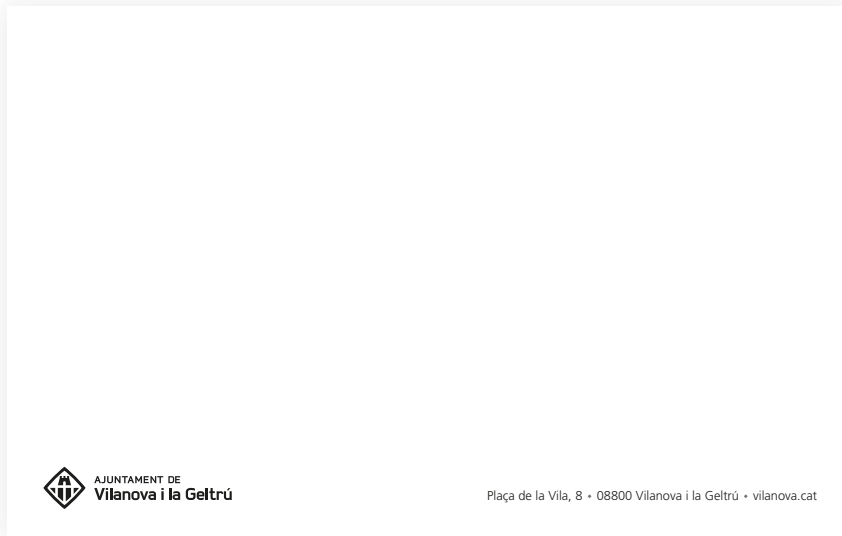 AJUNTAMENT DE
Vilanova i la Geltrú
Plaça de la Vila, 8 • 08800 Vilanova i la Geltrú • vilanova.cat